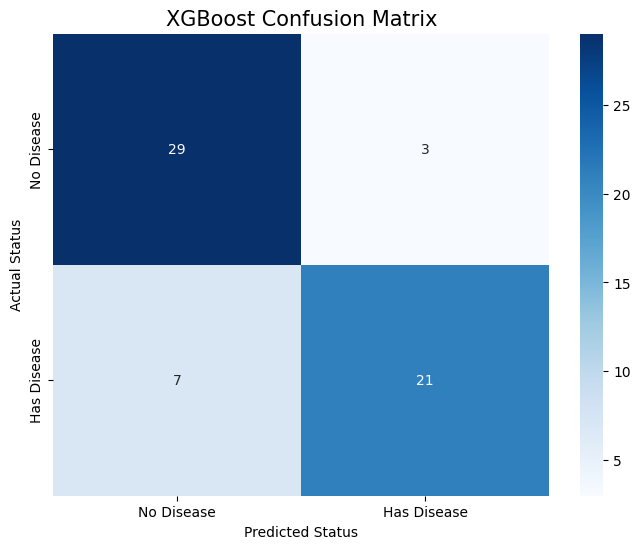 XGBoost Confusion Matrix
No Disease
Has Disease
Actual Status
29
3
7
21
No Disease
Has Disease
Predicted Status
25
20
15
10
5